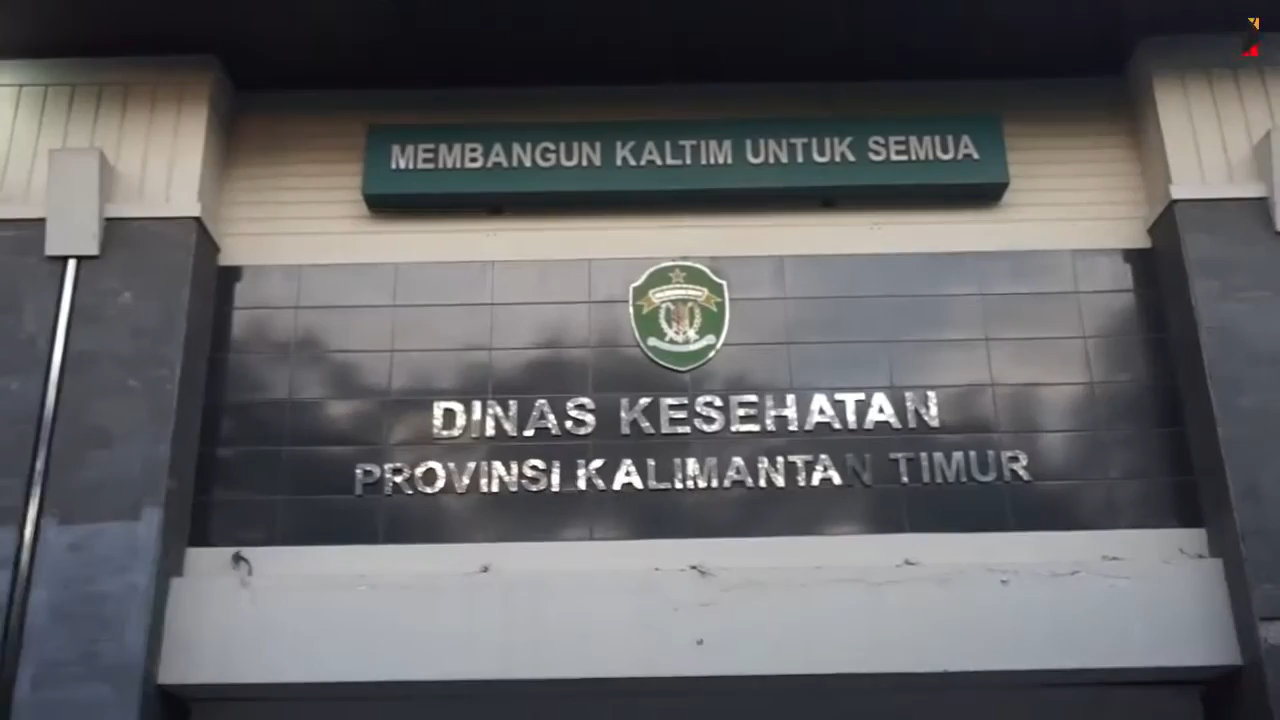 MEMBANGUN KALTIM UNTUK SEMUA
DINAS KESEHATAN
PROVINSI KALIMANTAN TIMUR